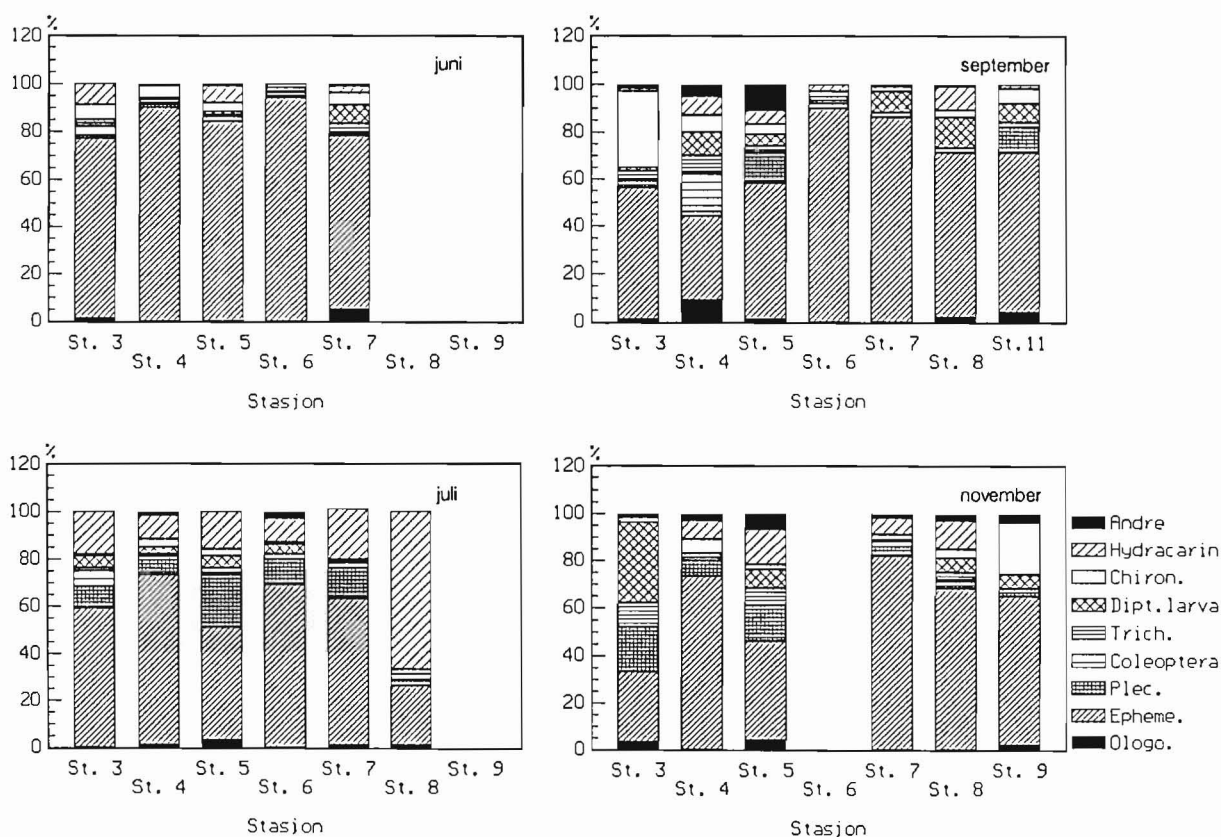 %
juni
120
100
80
60
40
20
0
St. 3 St. 4 St. 5 St. 6 St. 7 St. 8 St. 9
Stasjon
%
september
120
100
80
60
40
20
0
St. 3 St. 4 St. 5 St. 6 St. 7 St. 8 St.11
Stasjon
%
juli
120
100
80
60
40
20
0
St. 3 St. 4 St. 5 St. 6 St. 7 St. 8 St. 9
Stasjon
%
november
120
100
80
60
40
20
0
St. 3 St. 4 St. 5 St. 6 St. 7 St. 8 St. 9
Stasjon
Andre
Hydracarin
Chiron.
Dipt.larva
Trich.
Coleoptera
Plec.
Epheme.
Ologo.